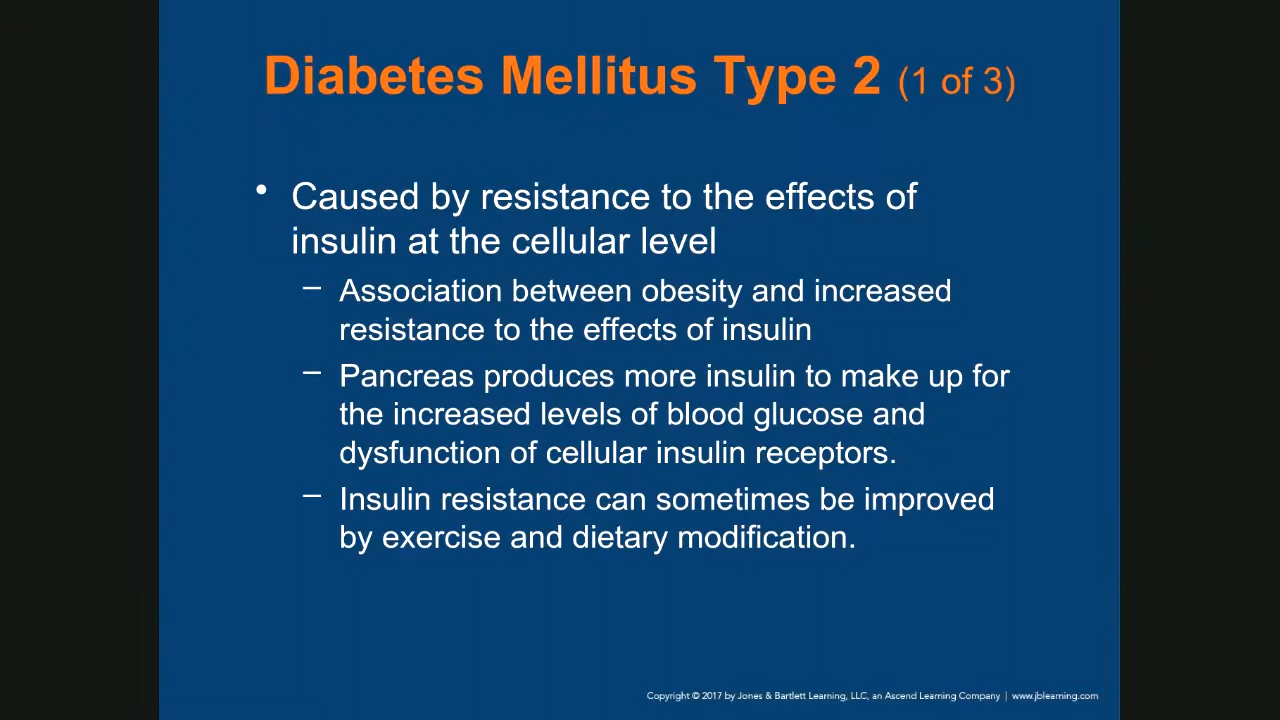 Diabetes Mellitus Type 2 (1 of 3)
• Caused by resistance to the effects of
insulin at the cellular level
– Association between obesity and increased
resistance to the effects of insulin
– Pancreas produces more insulin to make up for
the increased levels of blood glucose and
dysfunction of cellular insulin receptors.
– Insulin resistance can sometimes be improved
by exercise and dietary modification.
Copyright © 2017 by Jones & Bartlett Learning, LLC, an Ascend Learning Company | www.jblearning.com